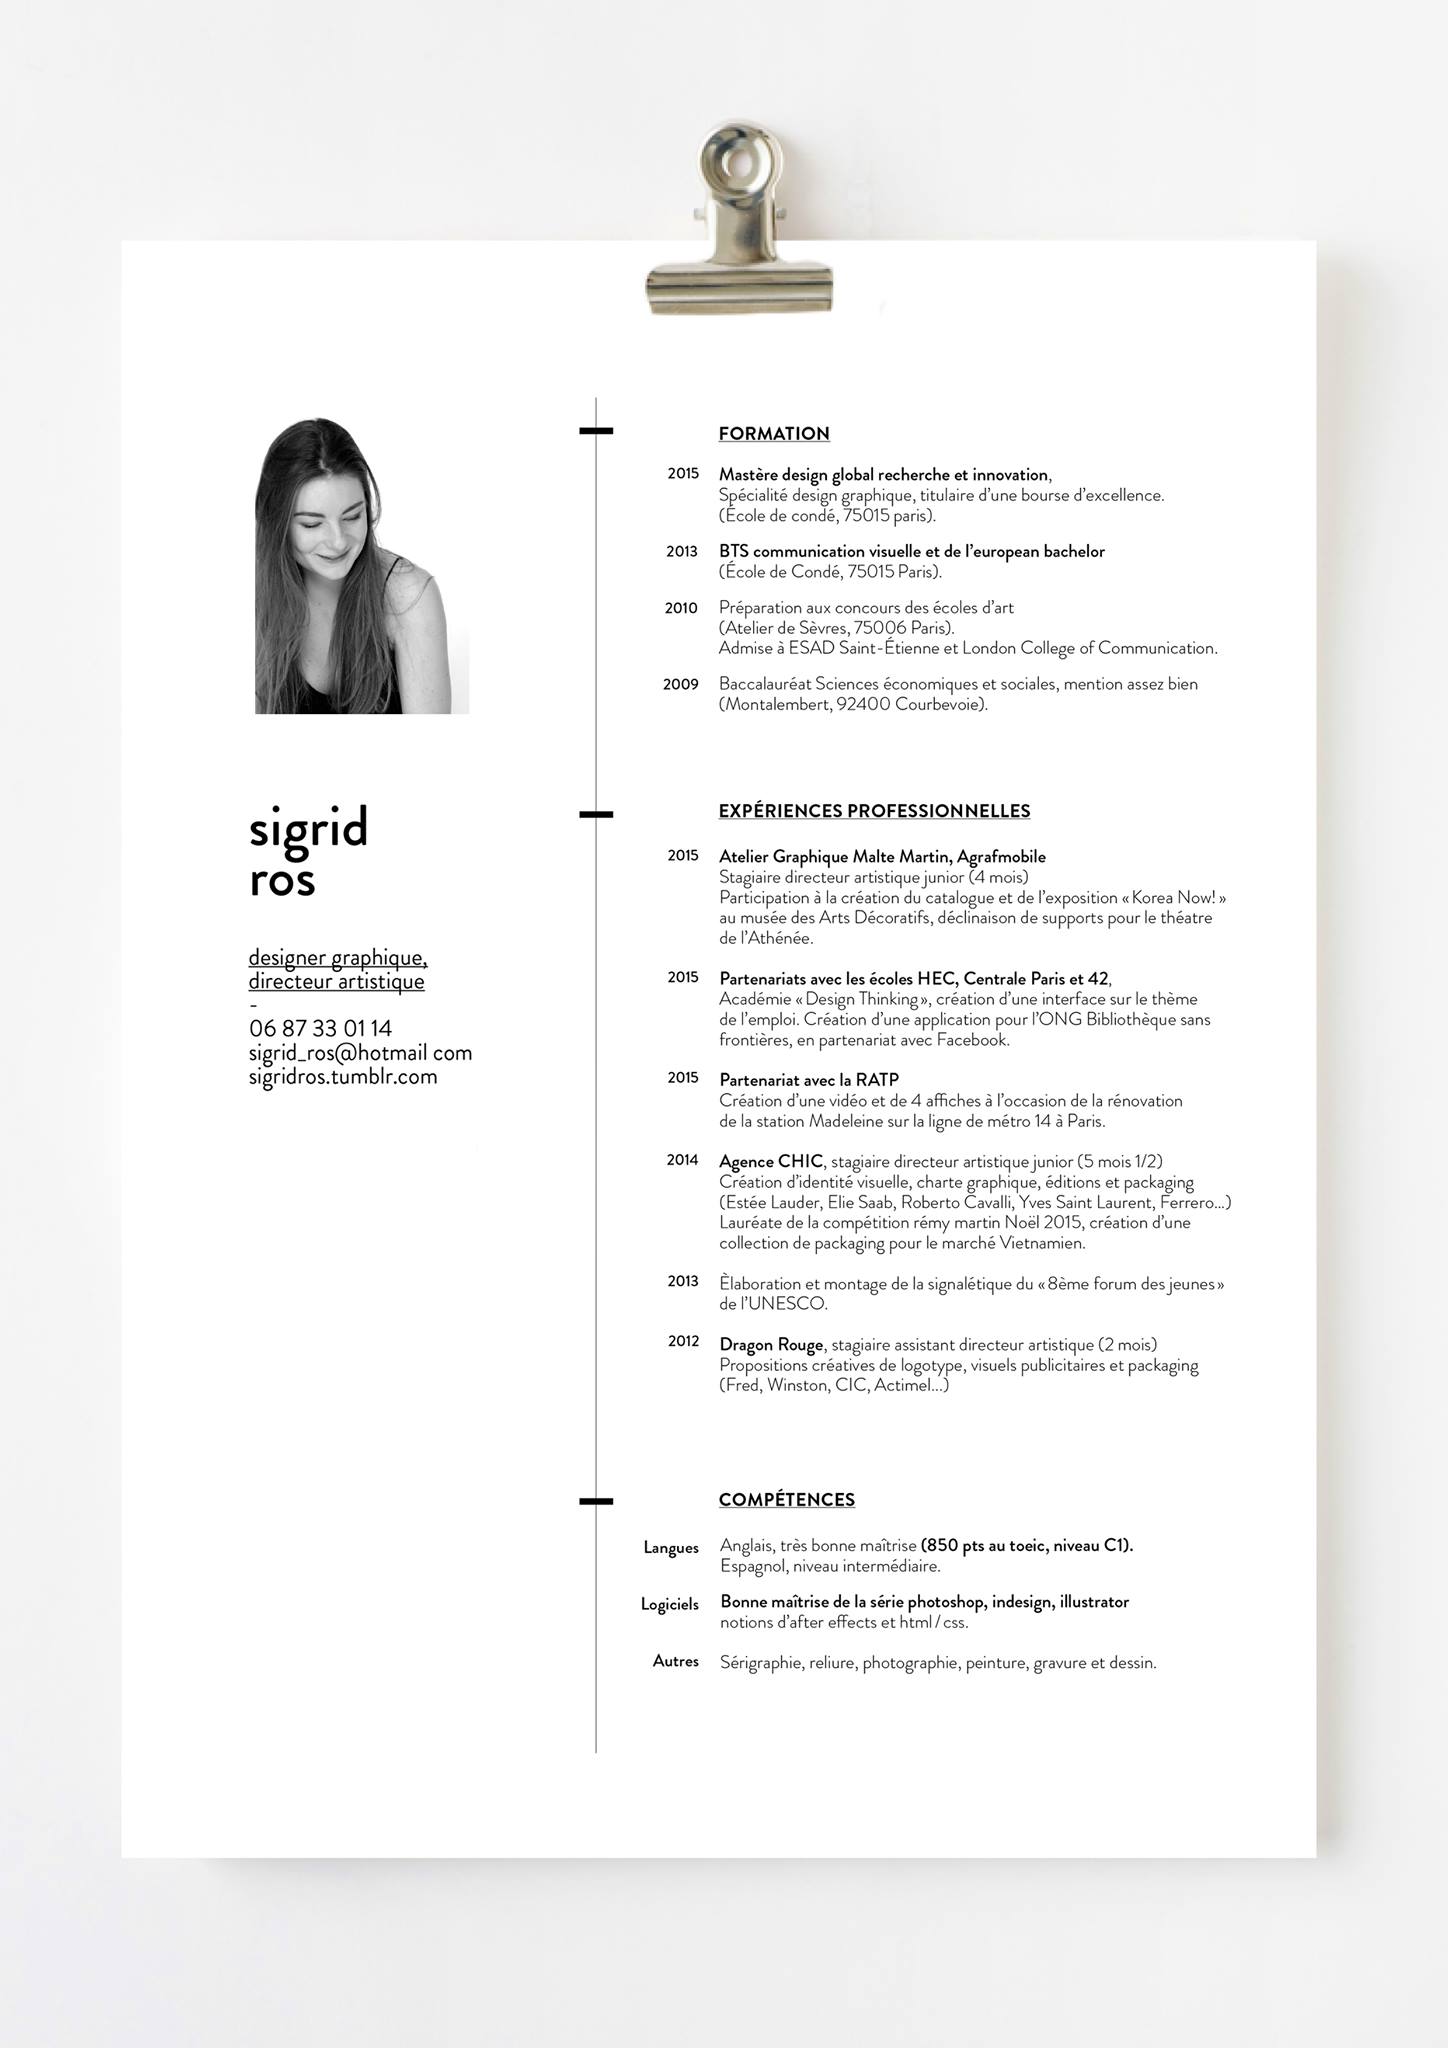 sigrid
ros
designer graphique,
directeur artistique
-
06 87 33 01 14
sigrid_ros@hotmail com
sigridros.tumblr.com
FORMATION
2015 Mastère design global recherche et innovation,
Spécialité design graphique, titulaire d'une bourse d'excellence.
(École de condé, 75015 paris).
2013 BTS communication visuelle et de l'european bachelor
(École de Condé, 75015 Paris).
2010 Préparation aux concours des écoles d'art
(Atelier de Sèvres, 75006 Paris).
Admise à ESAD Saint-Étienne et London College of Communication.
2009 Baccalauréat Sciences économiques et sociales, mention assez bien
(Montalembert, 92400 Courbevoie).
EXPÉRIENCES PROFESSIONNELLES
2015 Atelier Graphique Malte Martin, Agrafmobile
Stagiaire directeur artistique junior (4 mois)
Participation à la création du catalogue et de l'exposition « Korea Now! »
au musée des Arts Décoratifs, déclinaison de supports pour le théatre
de l'Athénée.
2015 Partenariats avec les écoles HEC, Centrale Paris et 42,
Académie « Design Thinking », création d'une interface sur le thème
de l'emploi. Création d'une application pour l'ONG Bibliothèque sans
frontières, en partenariat avec Facebook.
2015 Partenariat avec la RATP
Création d'une vidéo et de 4 affiches à l'occasion de la rénovation
de la station Madeleine sur la ligne de métro 14 à Paris.
2014 Agence CHIC, stagiaire directeur artistique junior (5 mois 1/2)
Création d'identité visuelle, charte graphique, éditions et packaging
(Estée Lauder, Elie Saab, Roberto Cavalli, Yves Saint Laurent, Ferrero...)
Lauréate de la compétition rémy martin Noël 2015, création d'une
collection de packaging pour le marché Vietnamien.
2013 Èlaboration et montage de la signalétique du « 8ème forum des jeunes »
de l'UNESCO.
2012 Dragon Rouge, stagiaire assistant directeur artistique (2 mois)
Propositions créatives de logotype, visuels publicitaires et packaging
(Fred, Winston, CIC, Actimel...)
COMPÉTENCES
Langues Anglais, très bonne maîtrise (850 pts au toeic, niveau C1).
Espagnol, niveau intermédiaire.
Logiciels Bonne maîtrise de la série photoshop, indesign, illustrator
notions d'after effects et html / css.
Autres Sérigraphie, reliure, photographie, peinture, gravure et dessin.